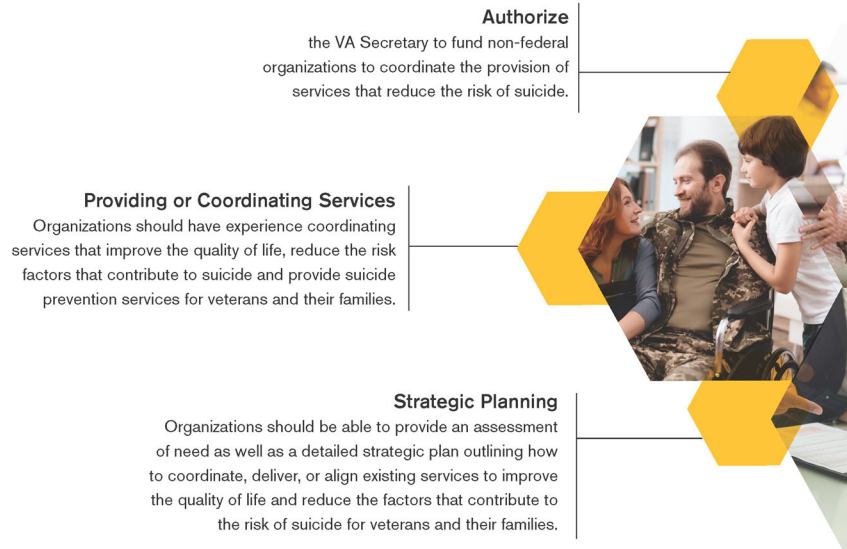 Authorize
the VA Secretary to fund non-federal
organizations to coordinate the provision of
services that reduce the risk of suicide.
Providing or Coordinating Services
Organizations should have experience coordinating
services that improve the quality of life, reduce the risk
factors that contribute to suicide and provide suicide
prevention services for veterans and their families.
Strategic Planning
Organizations should be able to provide an assessment
of need as well as a detailed strategic plan outlining how
to coordinate, deliver, or align existing services to improve
the quality of life and reduce the factors that contribute to
the risk of suicide for veterans and their families.